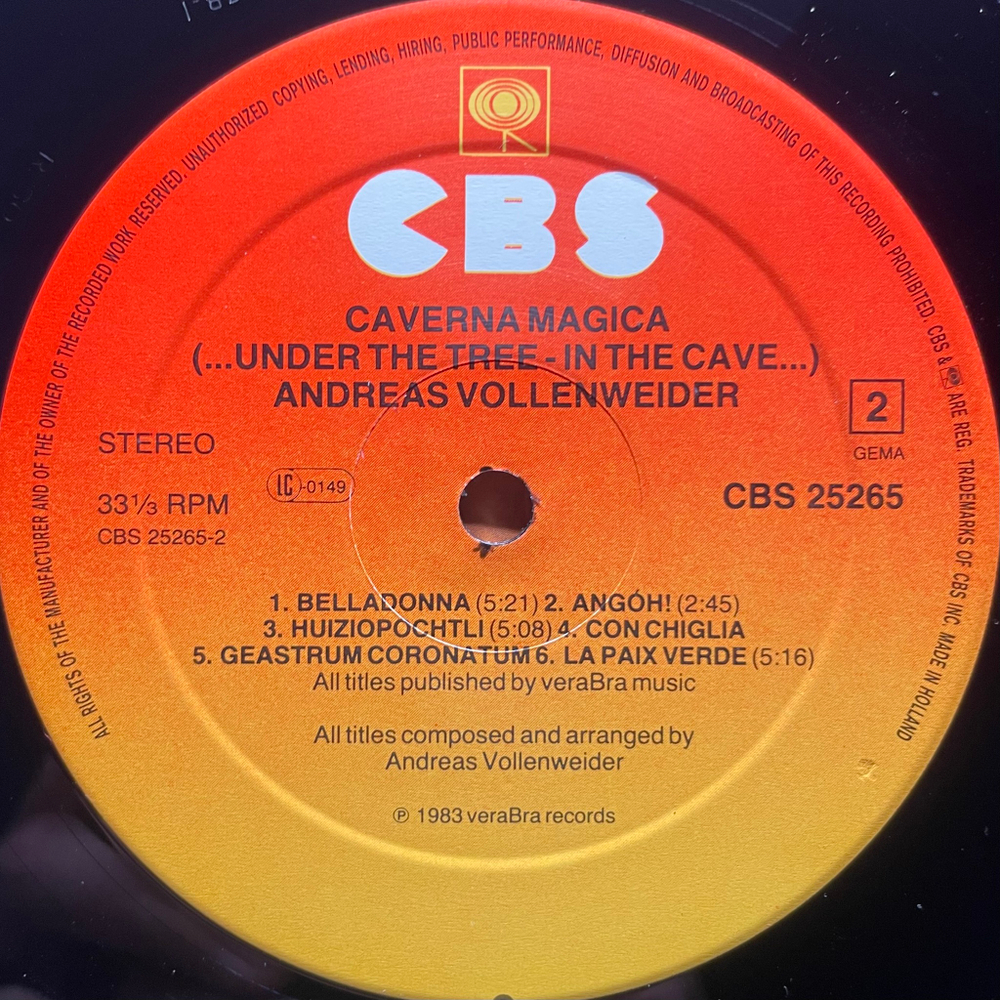 ALL RIGHTS OF THE MANUFACTURER AND OF THE OWNER OF THE RECORDED WORK RESERVED. UNAUTHORIZED COPYING, LENDING, HIRING, PUBLIC PERFORMANCE, DIFFUSION AND BROADCASTING OF THIS RECORDING PROHIBITED. CBS & ARE REG. TRADEMARKS OF CBS INC. MADE IN HOLLAND
CBS
CAVERNA MAGICA
(...UNDER THE TREE - IN THE CAVE...)
ANDREAS VOLLENWEIDER
2
STEREO
GEMA
LC-0149
33⅓ RPM
CBS 25265
CBS 25265-2
1. BELLADONNA (5:21) 2. ANGÓH! (2:45)
3. HUIZIOPOCHTLI (5:08) 4. CON CHIGLIA
5. GEASTRUM CORONATUM 6. LA PAIX VERDE (5:16)
All titles published by veraBra music
All titles composed and arranged by
Andreas Vollenweider
℗ 1983 veraBra records